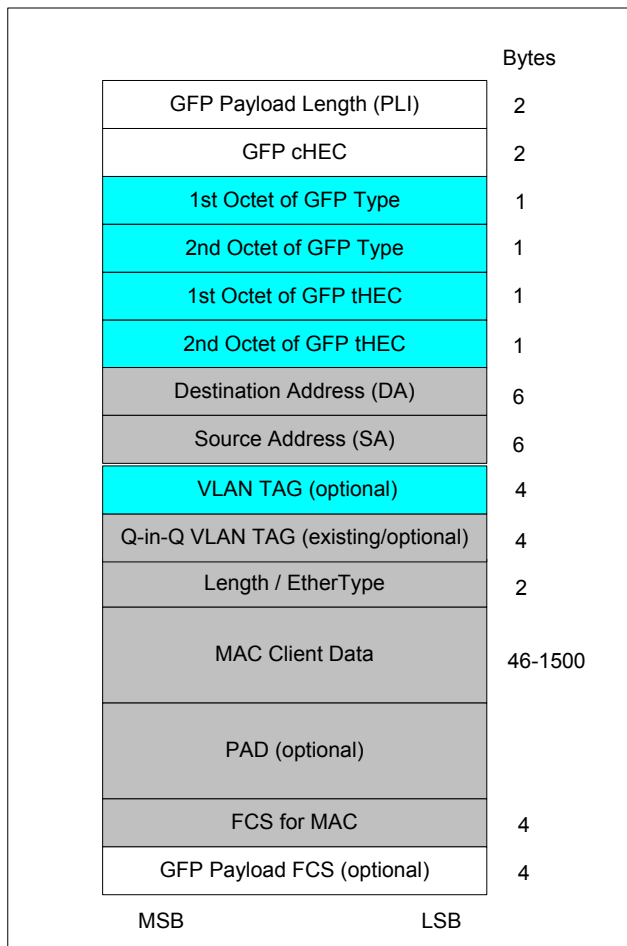 Bytes
GFP Payload Length (PLI) 2
GFP cHEC 2
1st Octet of GFP Type 1
2nd Octet of GFP Type 1
1st Octet of GFP tHEC 1
2nd Octet of GFP tHEC 1
Destination Address (DA) 6
Source Address (SA) 6
VLAN TAG (optional) 4
Q-in-Q VLAN TAG (existing/optional) 4
Length / EtherType 2
MAC Client Data 46-1500
PAD (optional)
FCS for MAC 4
GFP Payload FCS (optional) 4
MSB LSB